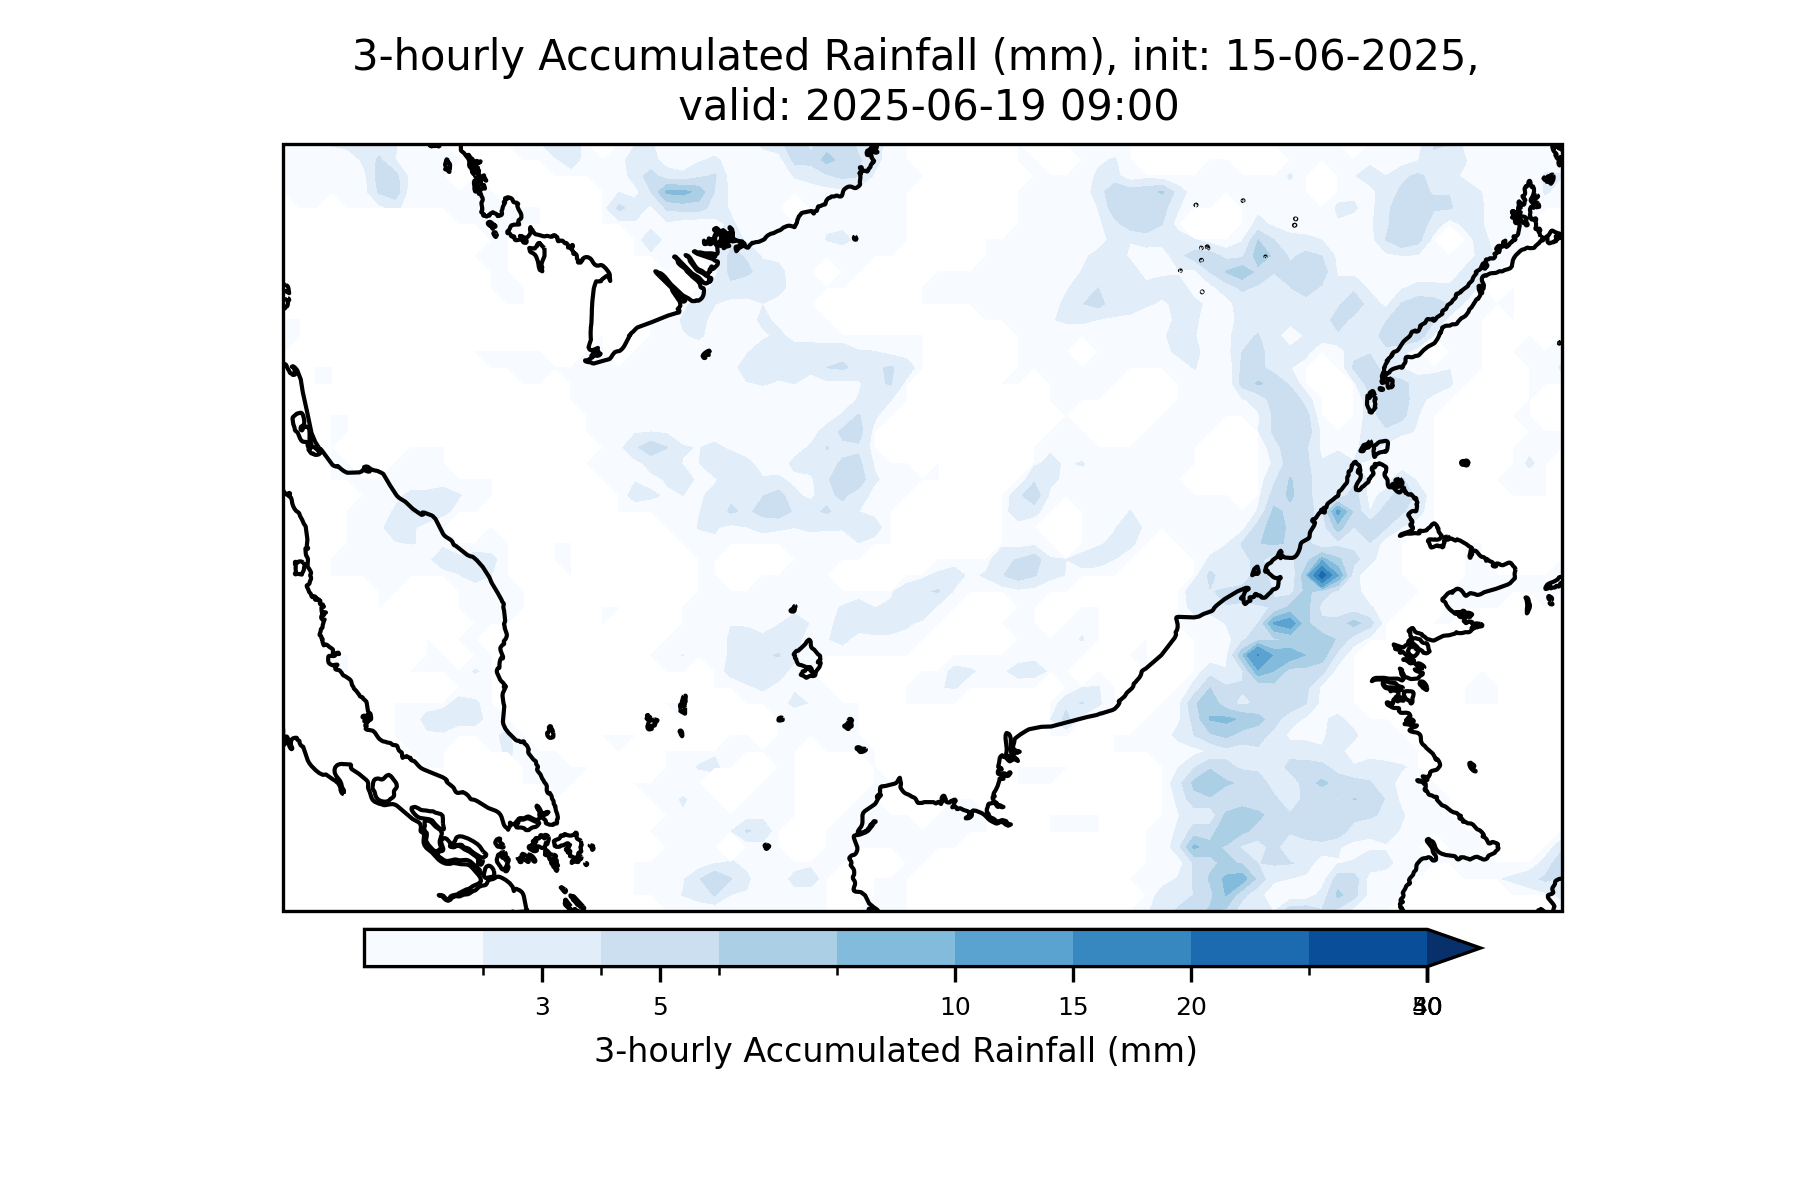 3-hourly Accumulated Rainfall (mm), init: 15-06-2025,
valid: 2025-06-19 09:00
3 5 10 15 20
3-hourly Accumulated Rainfall (mm)